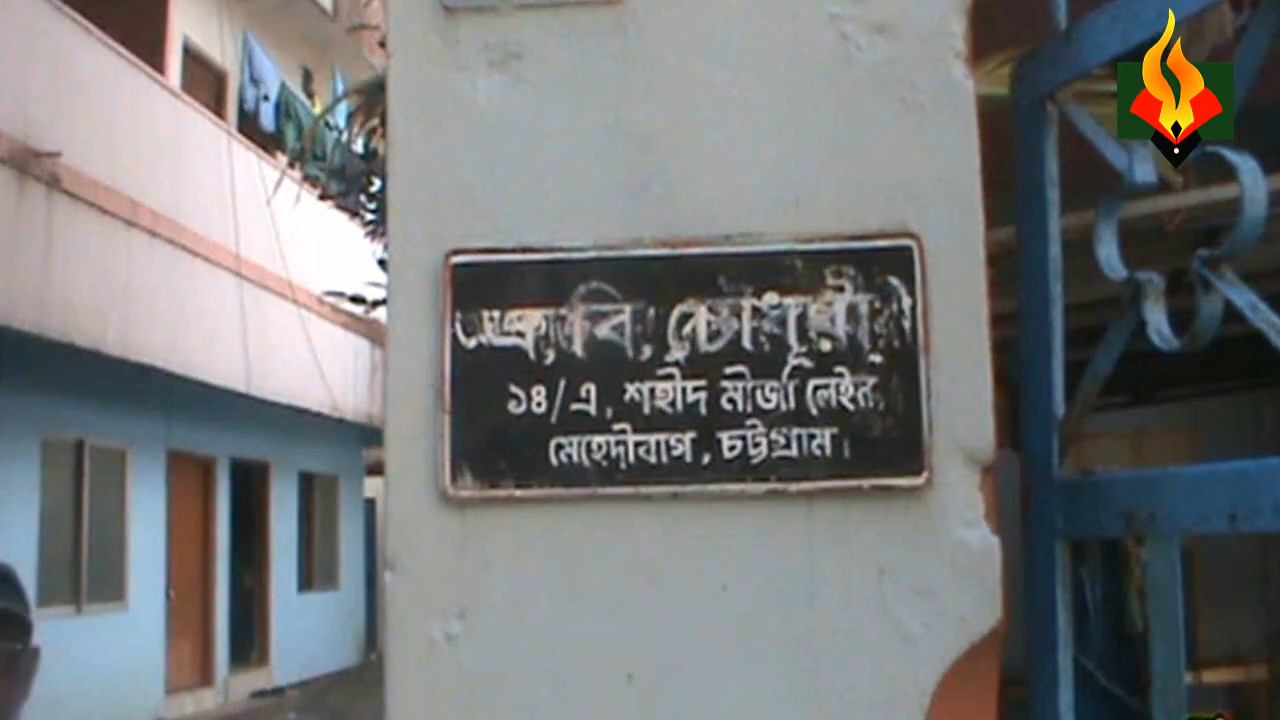 বি, চৌধুরী
১৪/এ, শহীদ মীর্জা লেইন,
মেহেদীবাগ, চট্টগ্রাম।